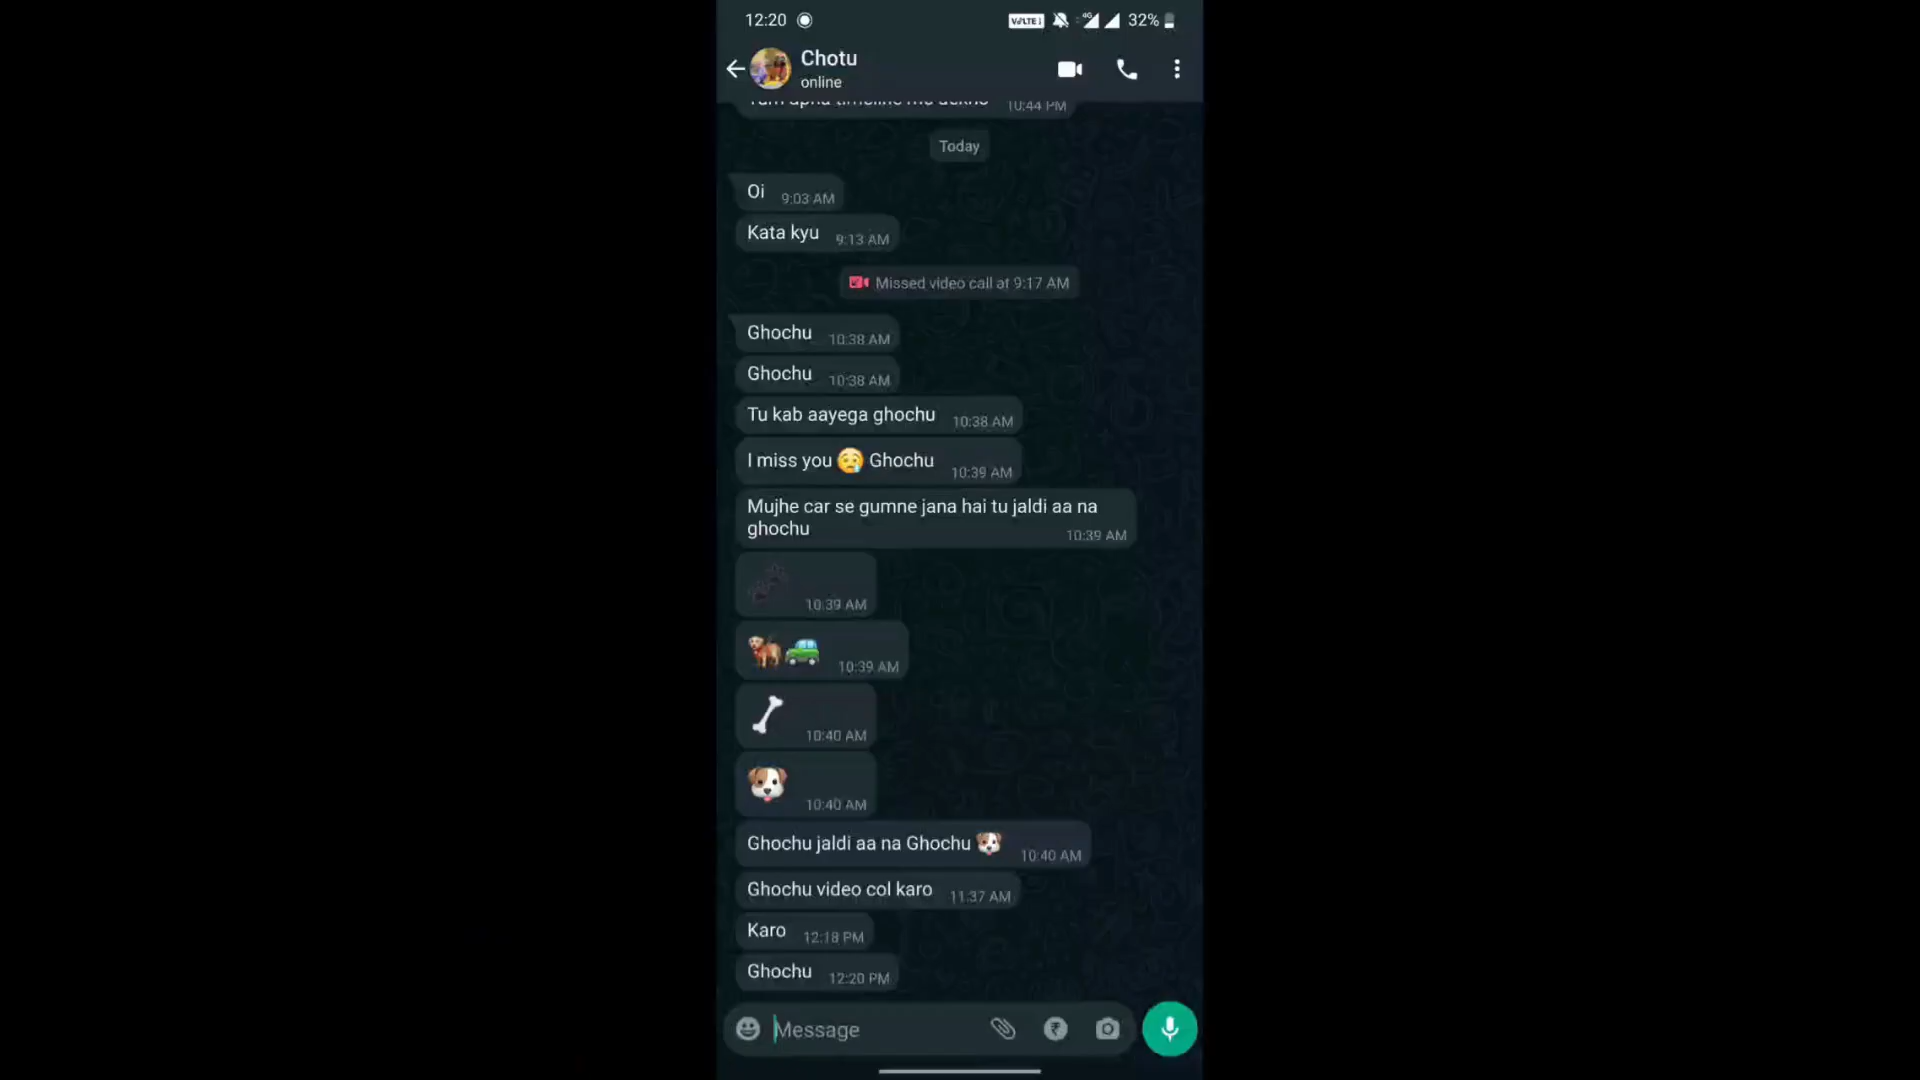 12:20
VoLTE
4G
32%
Chotu
online
10:44 PM
Today
Oi 9:03 AM
Kata kyu 9:13 AM
Missed video call at 9:17 AM
Ghochu 10:38 AM
Ghochu 10:38 AM
Tu kab aayega ghochu 10:38 AM
I miss you 😢 Ghochu 10:39 AM
Mujhe car se gumne jana hai tu jaldi aa na
ghochu 10:39 AM
10:39 AM
🐕🚙 10:39 AM
🦴 10:40 AM
🐶 10:40 AM
Ghochu jaldi aa na Ghochu 🐶 10:40 AM
Ghochu video col karo 11:37 AM
Karo 12:18 PM
Ghochu 12:20 PM
Message